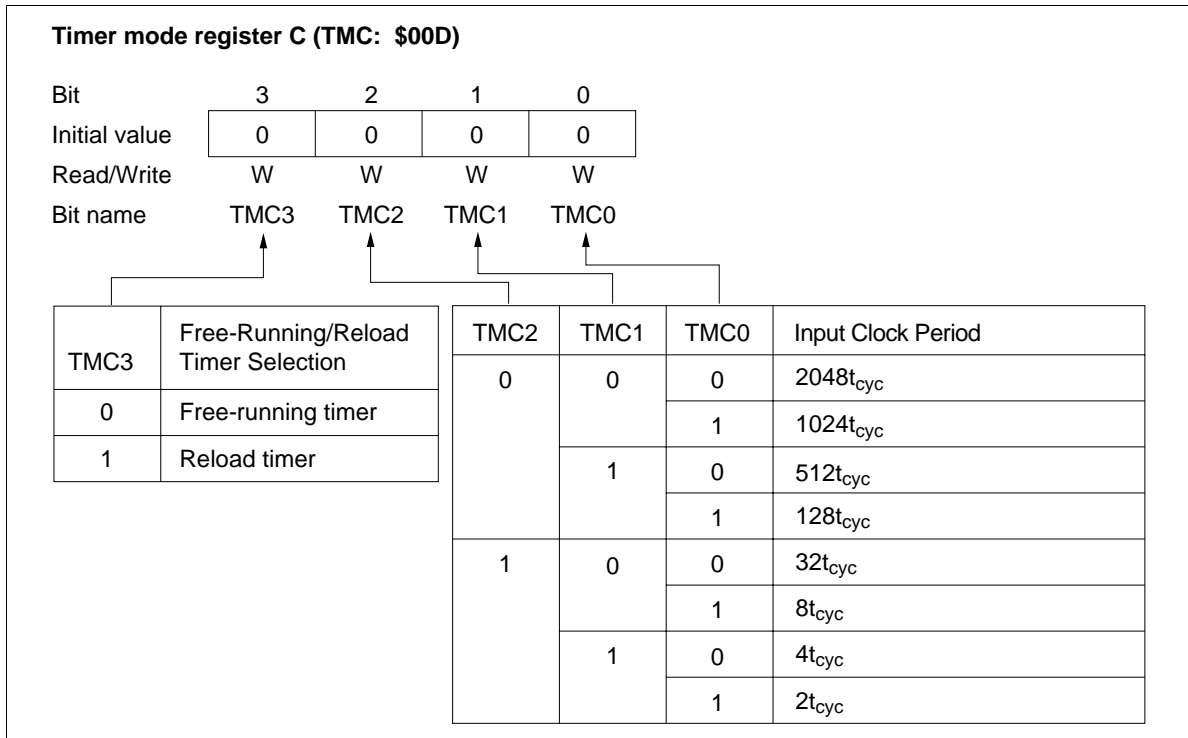 Timer mode register C (TMC: $00D)
Bit 3 2 1 0
Initial value 0 0 0 0
Read/Write W W W W
Bit name TMC3 TMC2 TMC1 TMC0
TMC3 Free-Running/Reload
Timer Selection
0 Free-running timer
1 Reload timer
TMC2 TMC1 TMC0 Input Clock Period
0 0 0 2048tcyc
1 1024tcyc
1 0 512tcyc
1 128tcyc
1 0 0 32tcyc
1 8tcyc
1 0 4tcyc
1 2tcyc